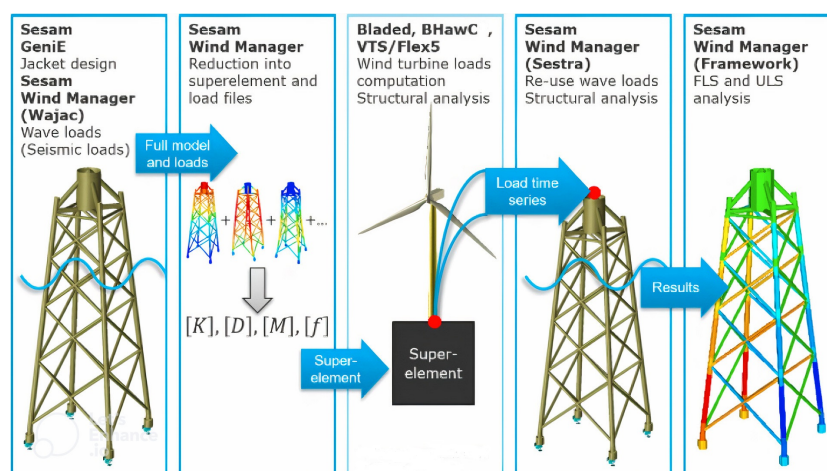 Sesam
GeniE
Jacket design
Sesam
Wind Manager
(Wajac)
Wave loads
(Seismic loads)
Full model
and loads
Sesam
Wind Manager
Reduction into
superelement and
load files
+ + +...
[K], [D], [M], [f]
Super-
element
Bladed, BHawC ,
VTS/Flex5
Wind turbine loads
computation
Structural analysis
Super-
element
Load time
series
Sesam
Wind Manager
(Sestra)
Re-use wave loads
Structural analysis
Results
Sesam
Wind Manager
(Framework)
FLS and ULS
analysis
Enhance